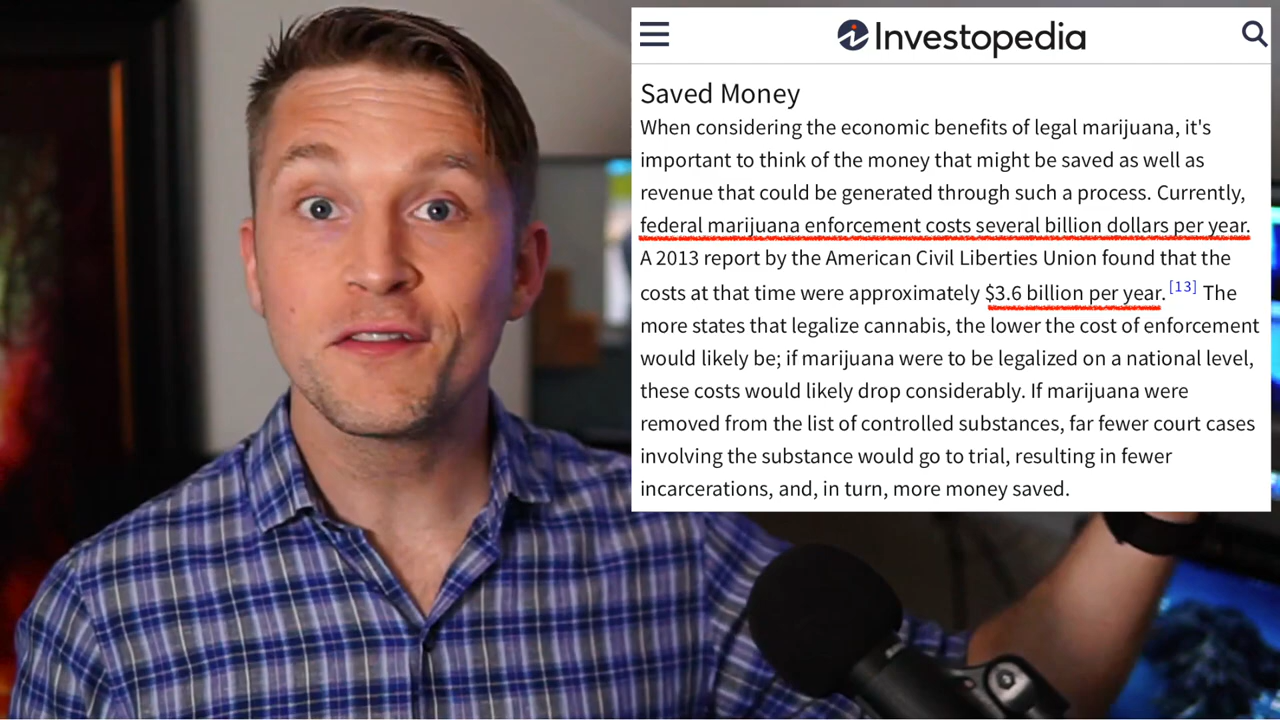 Investopedia
Saved Money
When considering the economic benefits of legal marijuana, it's
important to think of the money that might be saved as well as
revenue that could be generated through such a process. Currently,
federal marijuana enforcement costs several billion dollars per year.
A 2013 report by the American Civil Liberties Union found that the
costs at that time were approximately $3.6 billion per year. [13] The
more states that legalize cannabis, the lower the cost of enforcement
would likely be; if marijuana were to be legalized on a national level,
these costs would likely drop considerably. If marijuana were
removed from the list of controlled substances, far fewer court cases
involving the substance would go to trial, resulting in fewer
incarcerations, and, in turn, more money saved.